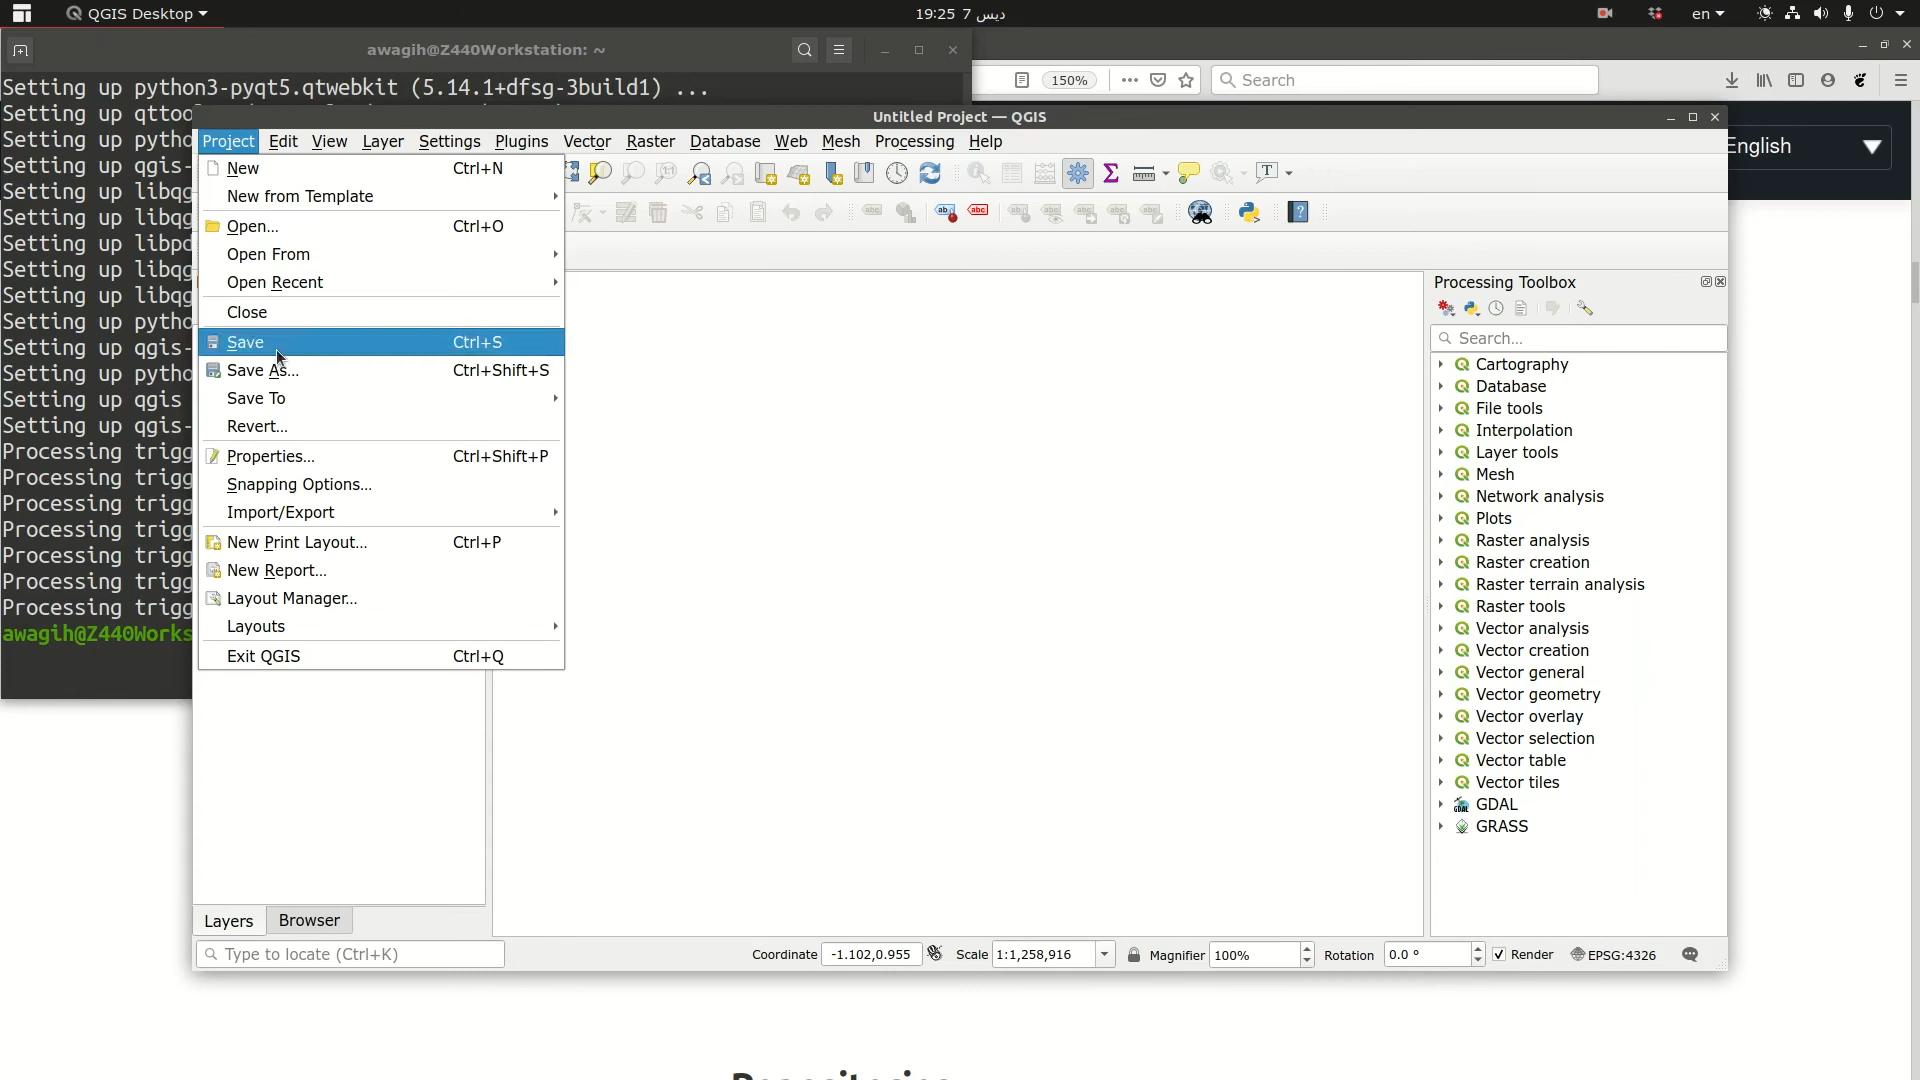 QGIS Desktop
19:25 7 ديس
en
awagih@Z440Workstation: ~
150%
Search
Setting up python3-pyqt5.qtwebkit (5.14.1+dfsg-3build1) ...
Setting up qttoo
Setting up pytho
Setting up qgis-
Setting up libqg
Setting up libqg
Setting up libpd
Setting up libqg
Setting up libqg
Setting up pytho
Setting up qgis-
Setting up pytho
Setting up qgis
Setting up qgis-
Processing trigg
Processing trigg
Processing trigg
Processing trigg
Processing trigg
Processing trigg
Processing trigg
awagih@Z440Works
Untitled Project — QGIS
Project Edit View Layer Settings Plugins Vector Raster Database Web Mesh Processing Help
English
New Ctrl+N
New from Template
Open... Ctrl+O
Open From
Open Recent
Close
Save Ctrl+S
Save As... Ctrl+Shift+S
Save To
Revert...
Properties... Ctrl+Shift+P
Snapping Options...
Import/Export
New Print Layout... Ctrl+P
New Report...
Layout Manager...
Layouts
Exit QGIS Ctrl+Q
Processing Toolbox
Search...
Cartography
Database
File tools
Interpolation
Layer tools
Mesh
Network analysis
Plots
Raster analysis
Raster creation
Raster terrain analysis
Raster tools
Vector analysis
Vector creation
Vector general
Vector geometry
Vector overlay
Vector selection
Vector table
Vector tiles
GDAL
GRASS
Layers Browser
Type to locate (Ctrl+K)
Coordinate -1.102,0.955 Scale 1:1,258,916 Magnifier 100% Rotation 0.0 ° Render EPSG:4326